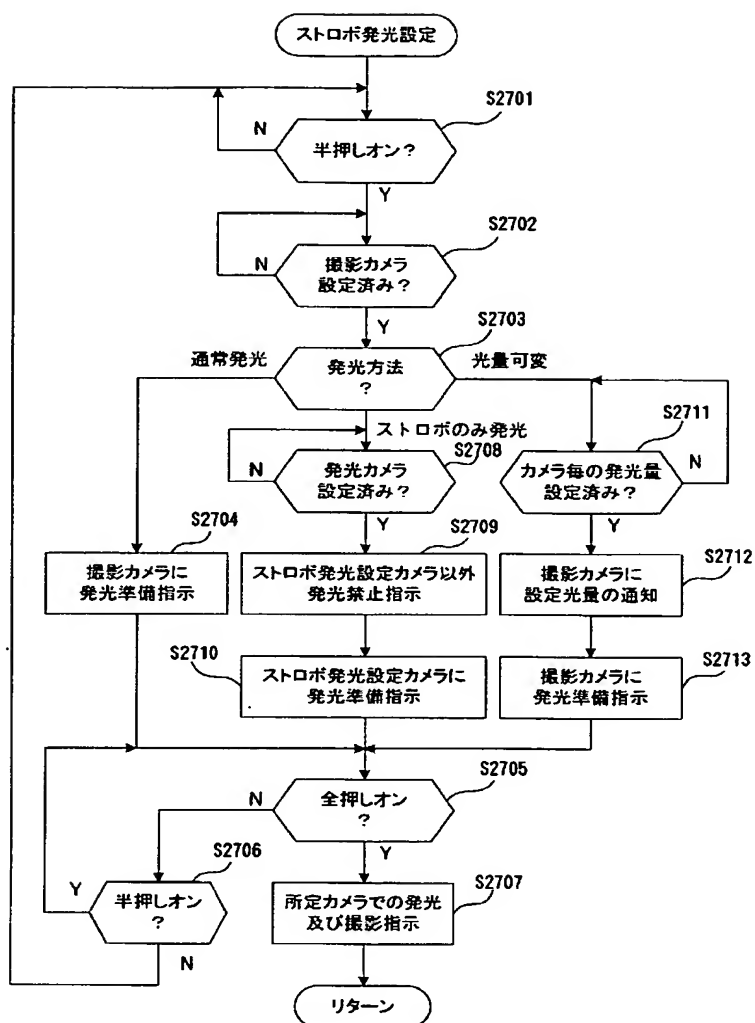 ストロボ発光設定
S2701
N
半押しオン?
Y
S2702
N
撮影カメラ
設定済み?
Y
S2703
通常発光
発光方法
?
光量可変
ストロボのみ発光
S2708
S2711
N
発光カメラ
設定済み?
カメラ毎の発光量
設定済み?
N
Y
Y
S2704
S2709
撮影カメラに
発光準備指示
ストロボ発光設定カメラ以外
発光禁止指示
撮影カメラに
設定光量の通知
S2712
S2710
ストロボ発光設定カメラに
発光準備指示
撮影カメラに
発光準備指示
S2713
S2705
N
全押しオン
?
S2706
Y
Y
半押しオン
?
S2707
所定カメラでの発光
及び撮影指示
N
リターン